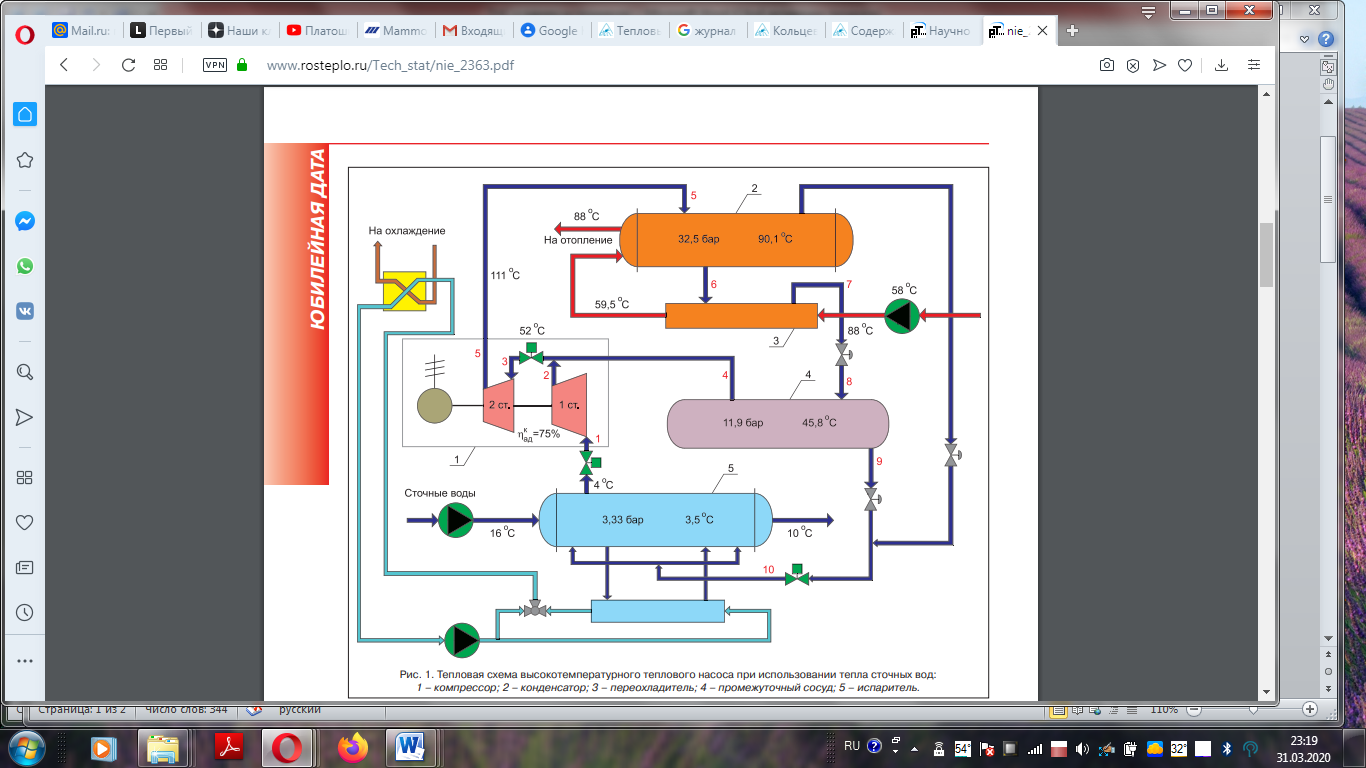 Mail.ru:
Первый
Наши к
Платош
Mammo
Входящ
Google
Теплов
журнал
Кольце
Содерж
Научно
nie_
VPN
www.rosteplo.ru/Tech_stat/nie_2363.pdf
ЮБИЛЕЙНАЯ ДАТА
5
2
88 °С
На охлаждение
На отопление
32,5 бар
90,1 °С
111 °С
6
7
58 °С
59,5 °С
52 °С
3
88 °С
5
3
2
4
4
8
2 ст.
1 ст.
11,9 бар
45,8 °С
η к ад =75%
1
1
9
5
4 °С
Сточные воды
3,33 бар
3,5 °С
16 °С
10 °С
10
Рис. 1. Тепловая схема высокотемпературного теплового насоса при использовании тепла сточных вод:
1 – компрессор; 2 – конденсатор; 3 – переохладитель; 4 – промежуточный сосуд; 5 – испаритель.
Страница: 1 из 2
Число слов: 344
русский
110%
RU
54°
32°
23:19
31.03.2020